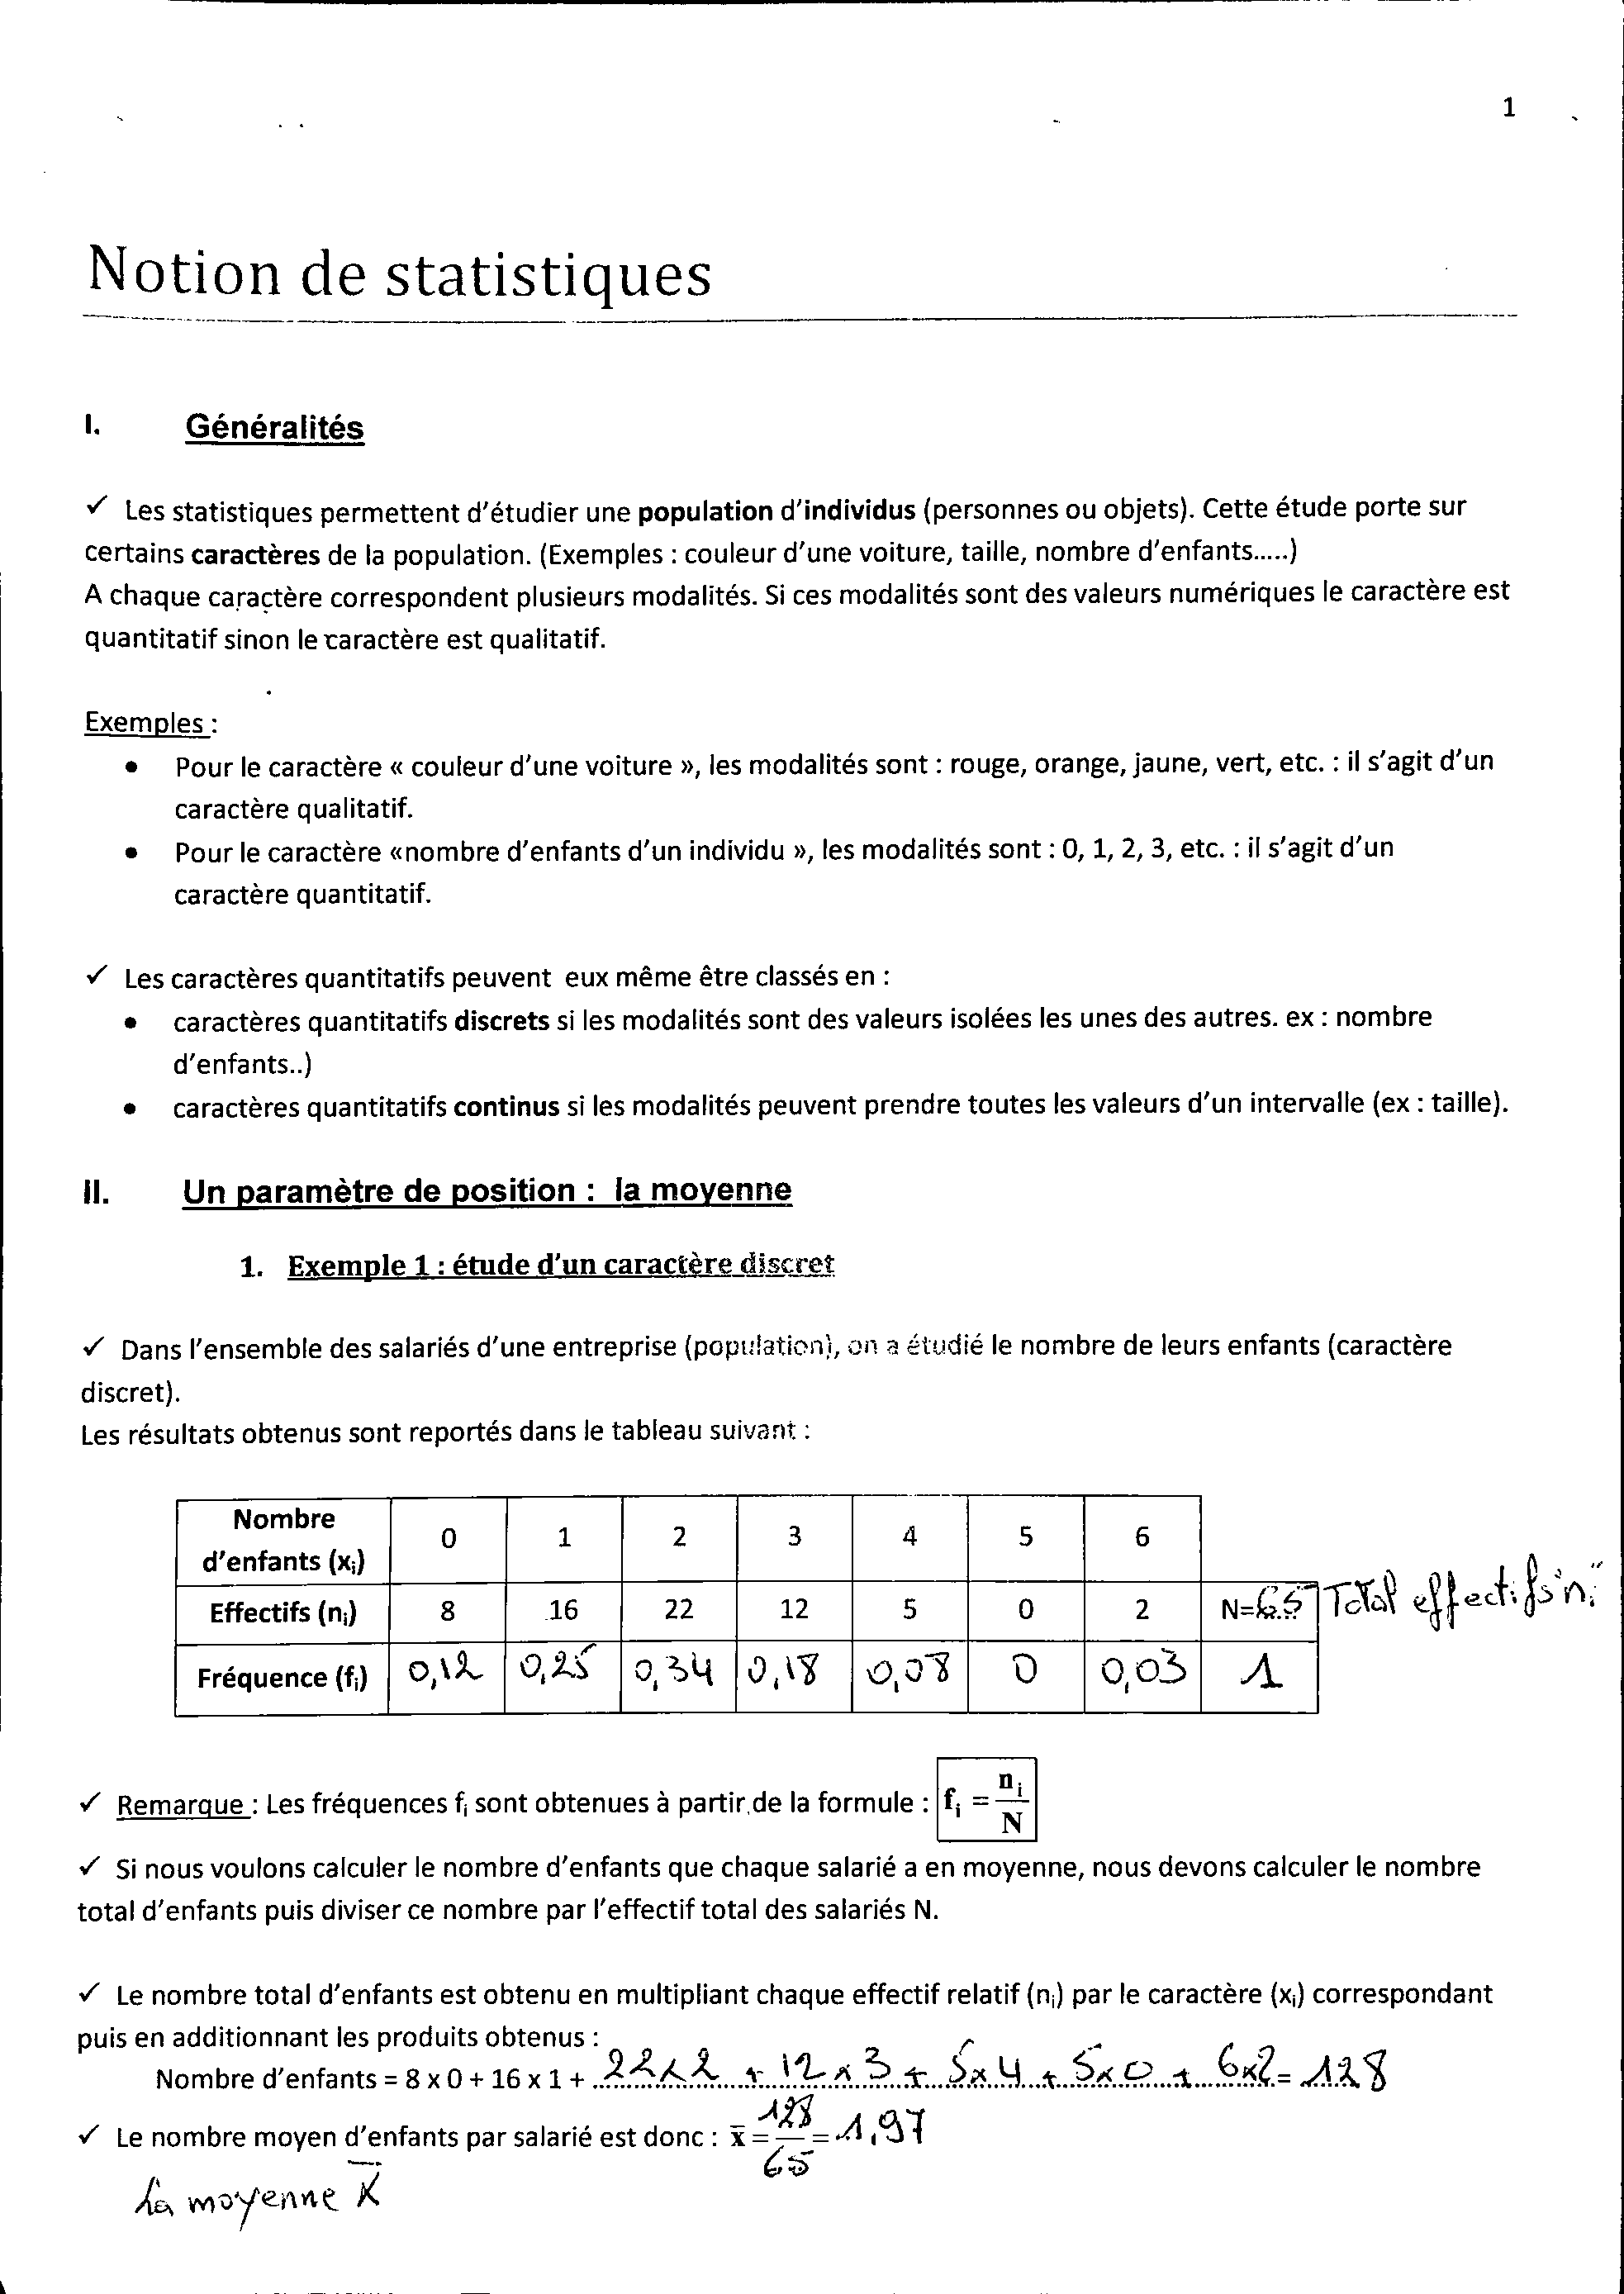 1
Notion de statistiques
I. Généralités
✓ Les statistiques permettent d'étudier une population d'individus (personnes ou objets). Cette étude porte sur
certains caractères de la population. (Exemples : couleur d'une voiture, taille, nombre d'enfants.....)
A chaque caractère correspondent plusieurs modalités. Si ces modalités sont des valeurs numériques le caractère est
quantitatif sinon le caractère est qualitatif.
Exemples :
• Pour le caractère « couleur d'une voiture », les modalités sont : rouge, orange, jaune, vert, etc. : il s'agit d'un
caractère qualitatif.
• Pour le caractère «nombre d'enfants d'un individu », les modalités sont : 0, 1, 2, 3, etc. : il s'agit d'un
caractère quantitatif.
✓ Les caractères quantitatifs peuvent eux même être classés en :
• caractères quantitatifs discrets si les modalités sont des valeurs isolées les unes des autres. ex : nombre
d'enfants..)
• caractères quantitatifs continus si les modalités peuvent prendre toutes les valeurs d'un intervalle (ex : taille).
II. Un paramètre de position : la moyenne
1. Exemple 1 : étude d'un caractère discret
✓ Dans l'ensemble des salariés d'une entreprise (population), on a étudié le nombre de leurs enfants (caractère
discret).
Les résultats obtenus sont reportés dans le tableau suivant :
Nombre d'enfants (xi) 0 1 2 3 4 5 6
Effectifs (ni) 8 16 22 12 5 0 2 N=65 Total effectifs "ni"
Fréquence (fi) 0,12 0,25 0,34 0,18 0,08 0 0,03 1
✓ Remarque : Les fréquences fi sont obtenues à partir de la formule : fi = ni/N
✓ Si nous voulons calculer le nombre d'enfants que chaque salarié a en moyenne, nous devons calculer le nombre
total d'enfants puis diviser ce nombre par l'effectif total des salariés N.
✓ Le nombre total d'enfants est obtenu en multipliant chaque effectif relatif (ni) par le caractère (xi) correspondant
puis en additionnant les produits obtenus :
Nombre d'enfants = 8 x 0 + 16 x 1 + 22x2 + 12x3 + 5x4 + 5x0 + 6x2 = 128
✓ Le nombre moyen d'enfants par salarié est donc : x̄ = 128/65 = 1,97
La moyenne x̄